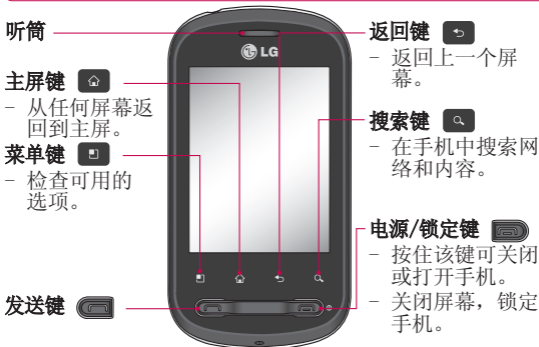 听筒
主屏键
- 从任何屏幕返
回到主屏。
菜单键
- 检查可用的
选项。
发送键
LG
返回键
- 返回上一个屏
幕。
搜索键
- 在手机中搜索网
络和内容。
电源/锁定键
- 按住该键可关闭
或打开手机。
- 关闭屏幕，锁定
手机。